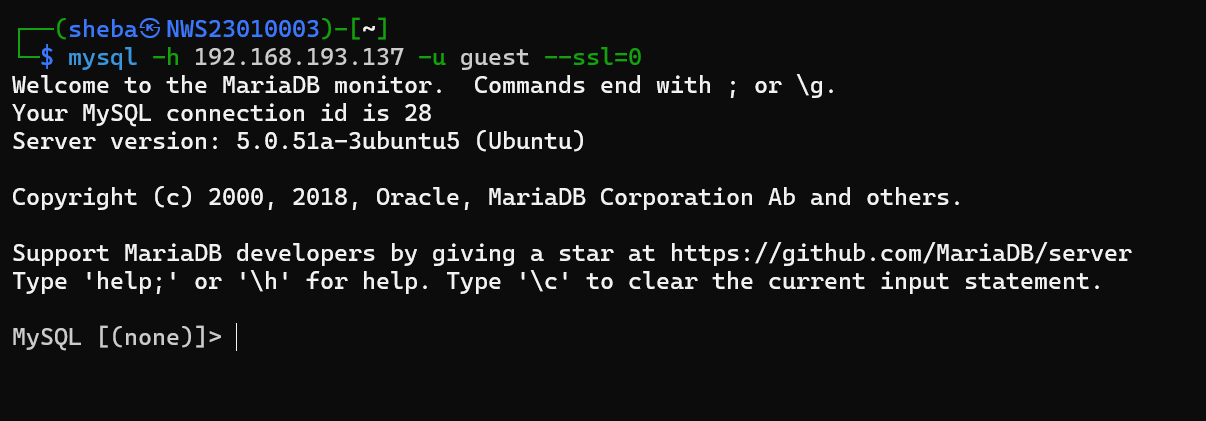 ┌──(sheba㉿NWS23010003)-[~]
└─$ mysql -h 192.168.193.137 -u guest --ssl=0
Welcome to the MariaDB monitor.  Commands end with ; or \g.
Your MySQL connection id is 28
Server version: 5.0.51a-3ubuntu5 (Ubuntu)
Copyright (c) 2000, 2018, Oracle, MariaDB Corporation Ab and others.
Support MariaDB developers by giving a star at https://github.com/MariaDB/server
Type 'help;' or '\h' for help. Type '\c' to clear the current input statement.
MySQL [(none)]>